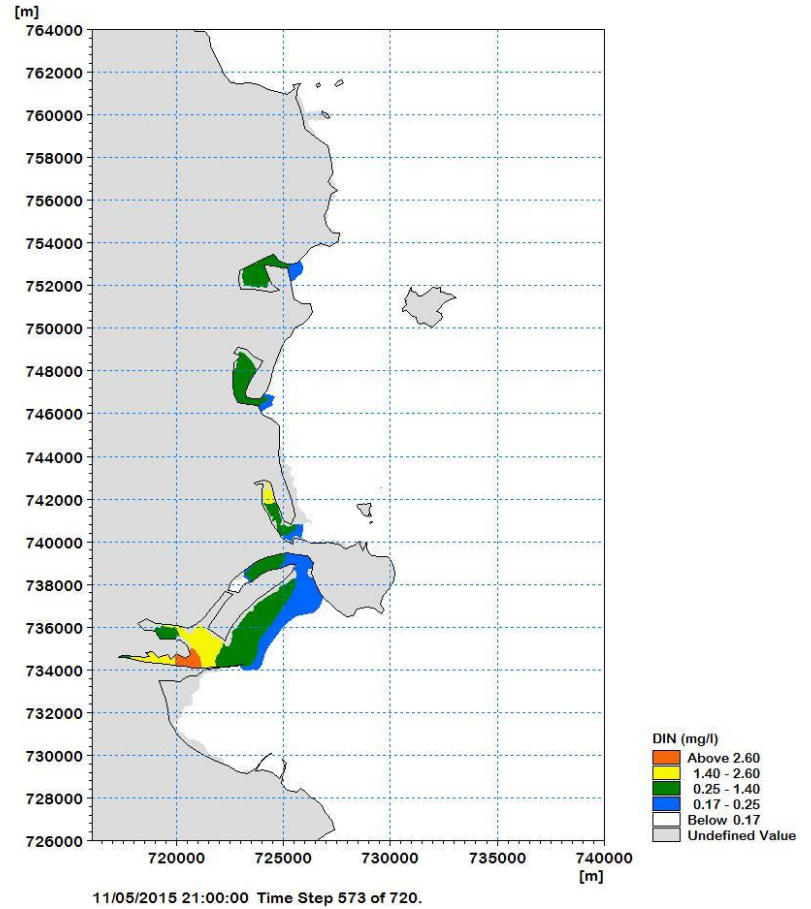 [m]
764000
762000
760000
758000
756000
754000
752000
750000
748000
746000
744000
742000
740000
738000
736000
734000
732000
730000
728000
726000
720000 725000 730000 735000 740000
[m]
DIN (mg/l)
Above 2.60
1.40 - 2.60
0.25 - 1.40
0.17 - 0.25
Below 0.17
Undefined Value
11/05/2015 21:00:00 Time Step 573 of 720.